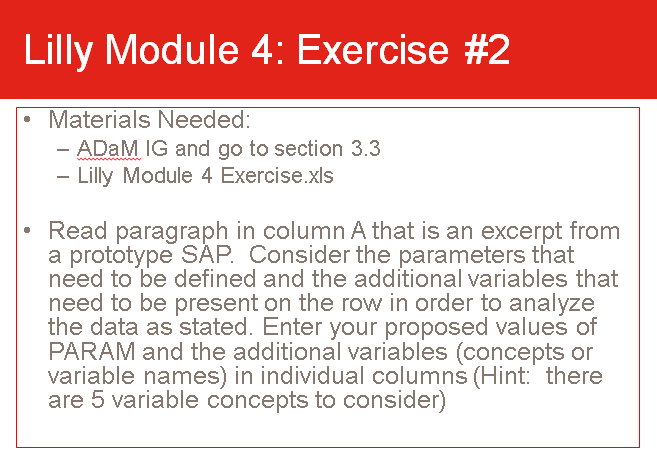 Lilly Module 4: Exercise #2
• Materials Needed:
– ADaM IG and go to section 3.3
– Lilly Module 4 Exercise.xls
• Read paragraph in column A that is an excerpt from
a prototype SAP.  Consider the parameters that
need to be defined and the additional variables that
need to be present on the row in order to analyze
the data as stated. Enter your proposed values of
PARAM and the additional variables (concepts or
variable names) in individual columns (Hint:  there
are 5 variable concepts to consider)